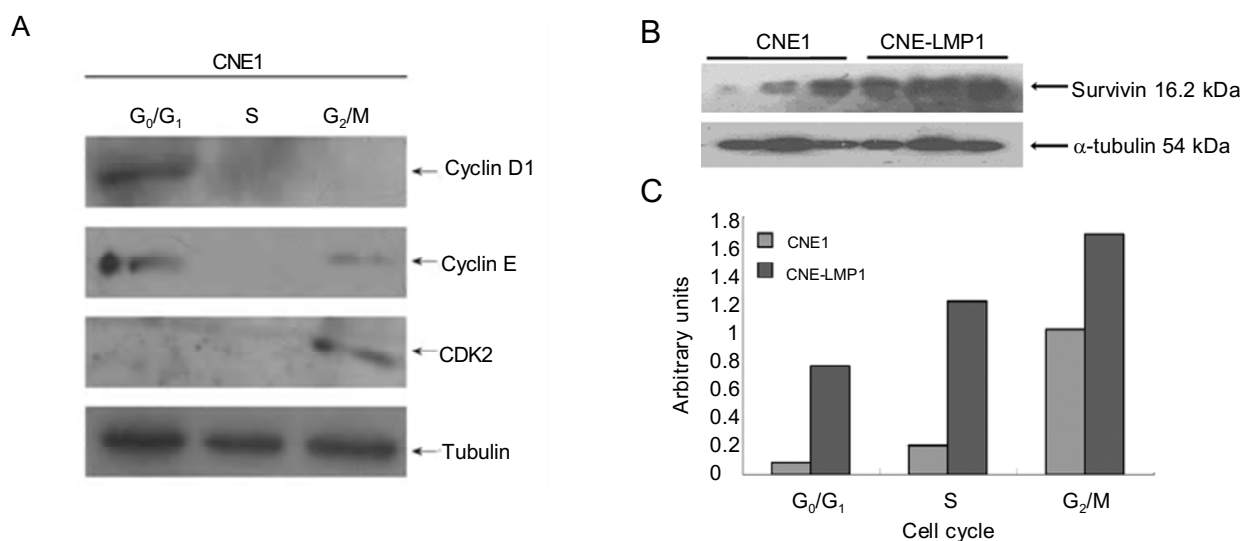 A
CNE1
G₀/G₁ S G₂/M
Cyclin D1
Cyclin E
CDK2
Tubulin
B
CNE1 CNE-LMP1
Survivin 16.2 kDa
α-tubulin 54 kDa
C
Arbitrary units
1.8
1.6
1.4
1.2
1
0.8
0.6
0.4
0.2
0
CNE1
CNE-LMP1
G₀/G₁ S G₂/M
Cell cycle